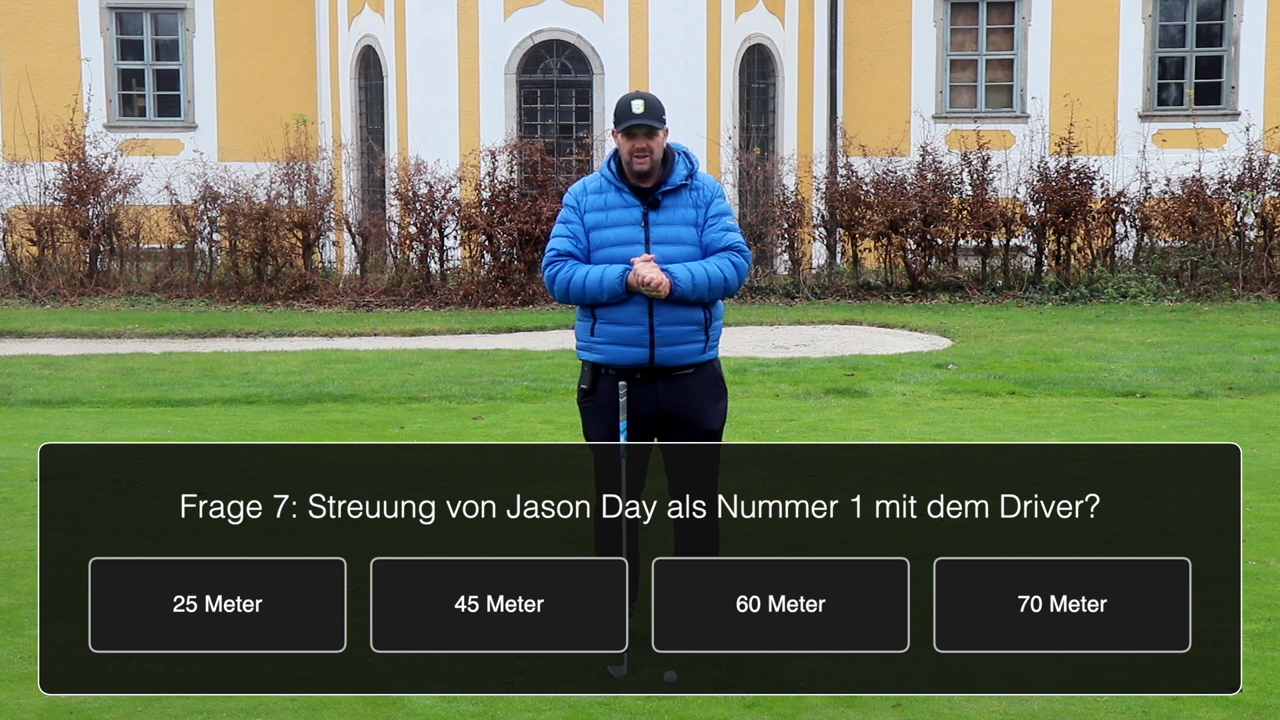 Frage 7: Streuung von Jason Day als Nummer 1 mit dem Driver?
25 Meter
45 Meter
60 Meter
70 Meter